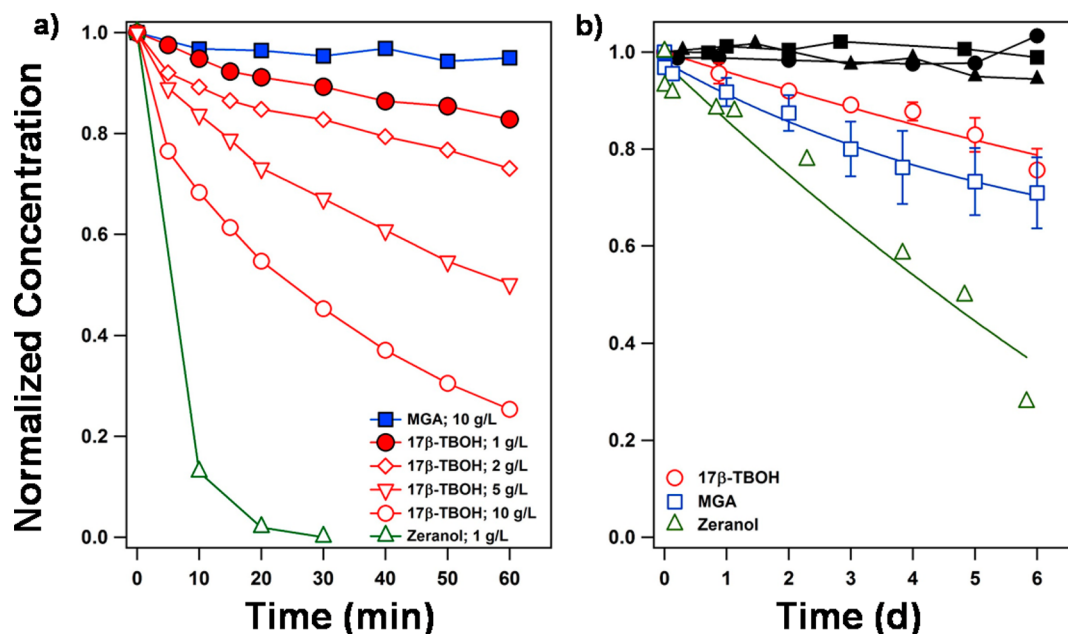 a)
Normalized Concentration
1.0
0.8
0.6
0.4
0.2
0.0
MGA; 10 g/L
17β-TBOH; 1 g/L
17β-TBOH; 2 g/L
17β-TBOH; 5 g/L
17β-TBOH; 10 g/L
Zeranol; 1 g/L
0 10 20 30 40 50 60
Time (min)
b)
1.0
0.8
0.6
0.4
0.2
0.0
17β-TBOH
MGA
Zeranol
0 1 2 3 4 5 6
Time (d)